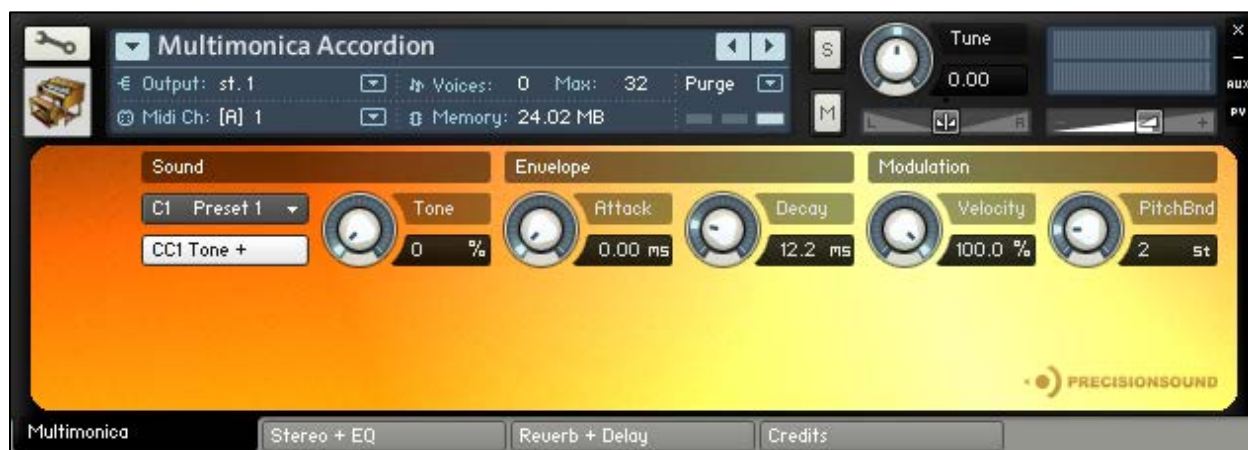 Multimonica Accordion
Output: st. 1
Voices: 0 Max: 32 Purge
Midi Ch: [A] 1
Memory: 24.02 MB
S
M
Tune
0.00
L R
- +
×
–
AUX
PV
Sound Envelope Modulation
C1 Preset 1 Tone Attack Decay Velocity PitchBnd
CC1 Tone + 0 % 0.00 ms 12.2 ms 100.0 % 2 st
PRECISIONSOUND
Multimonica Stereo + EQ Reverb + Delay Credits